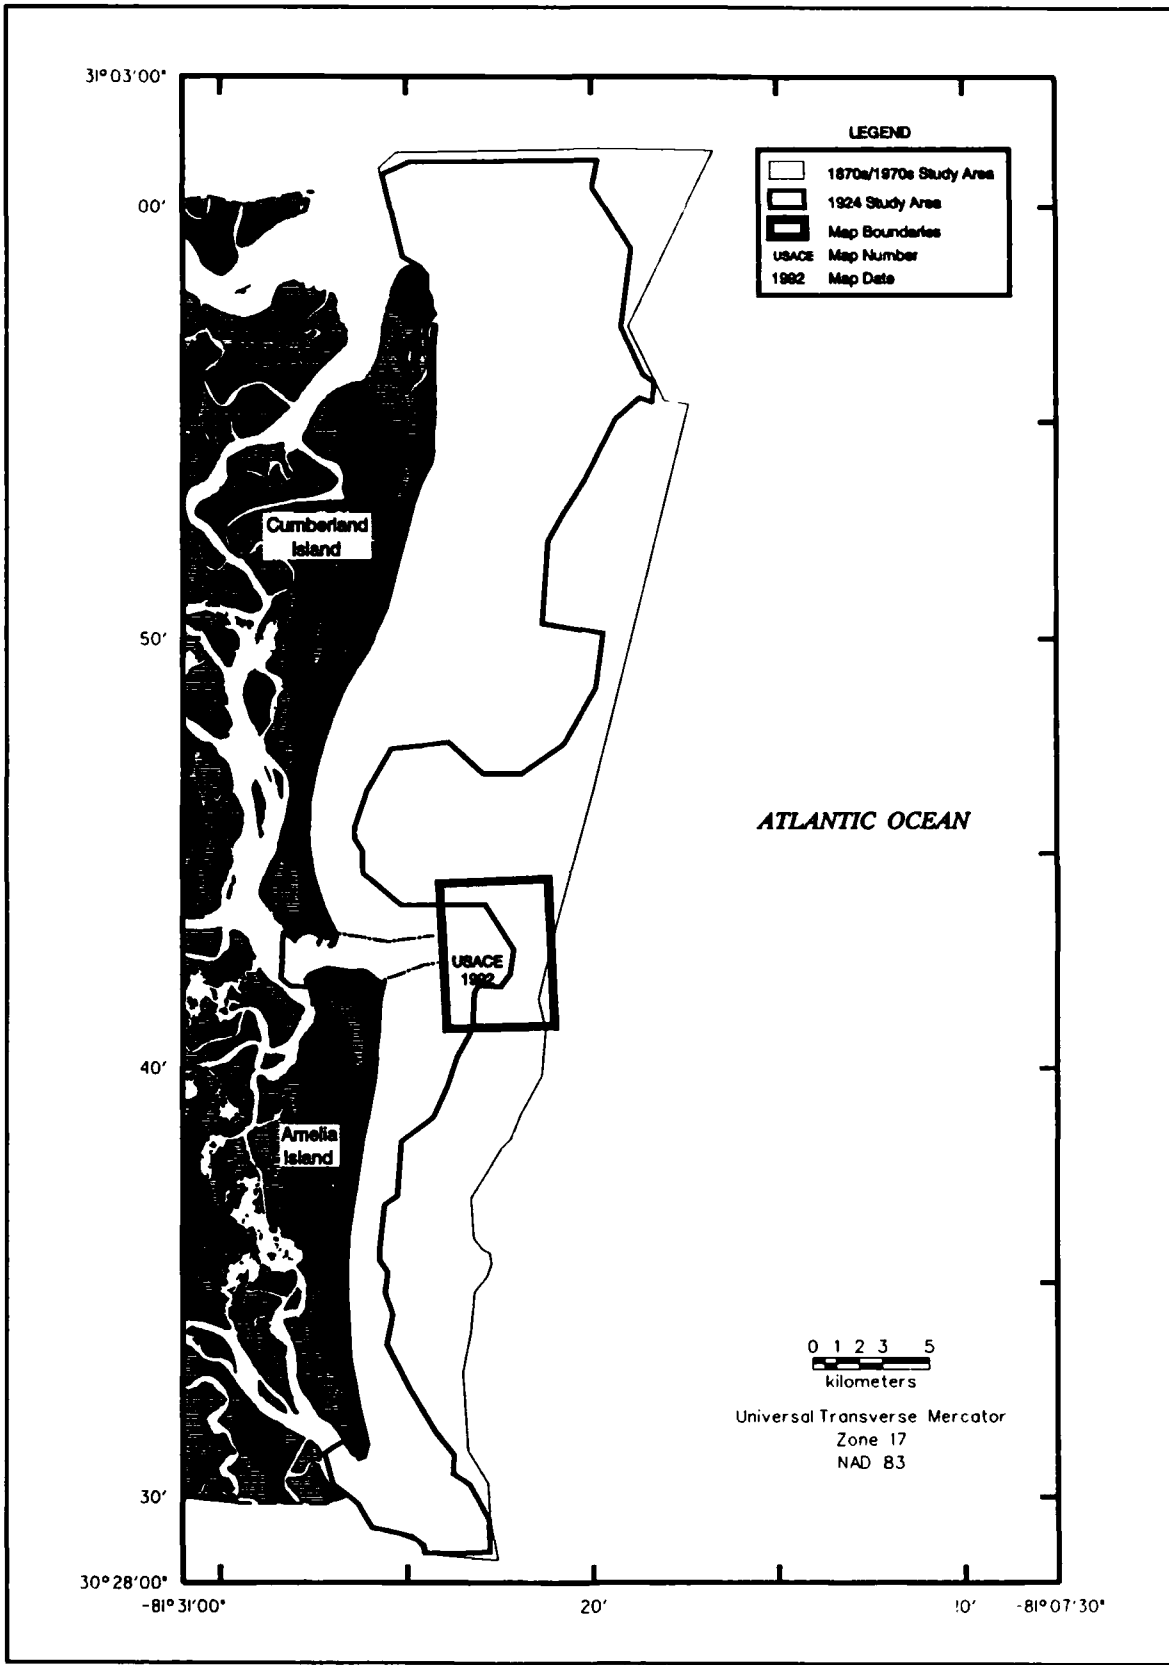 31°03'00"
LEGEND
1870s/1970s Study Area
1924 Study Area
Map Boundaries
USACE Map Number
1992 Map Date
00'
Cumberland
Island
50'
ATLANTIC OCEAN
USACE
1992
40'
Amelia
Island
0 1 2 3 5
kilometers
Universal Transverse Mercator
Zone 17
NAD 83
30'
30°28'00"
-81°31'00" 20' 10' -81°07'30"